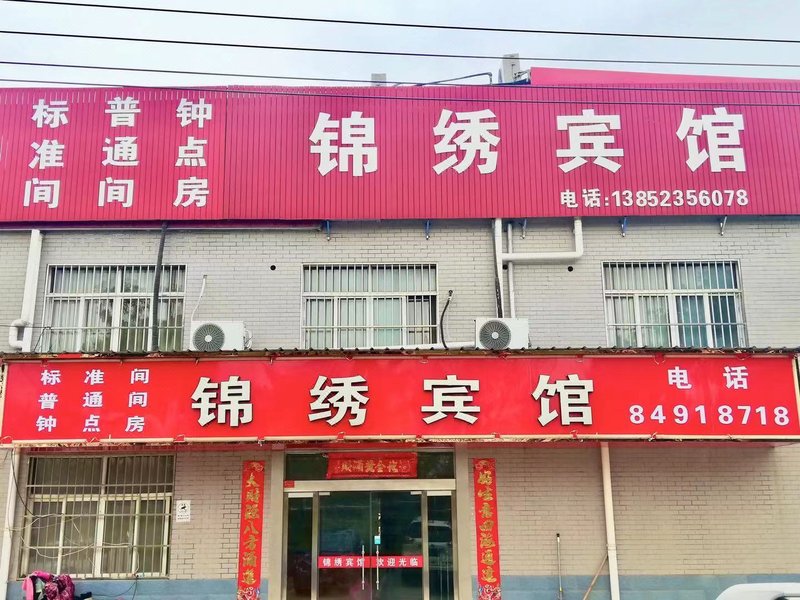 标准间
普通间
钟点房
锦绣宾馆
电话:13852356078
标准间
普通间
钟点房
锦绣宾馆
电话
84918718
锦绣宾馆 欢迎光临